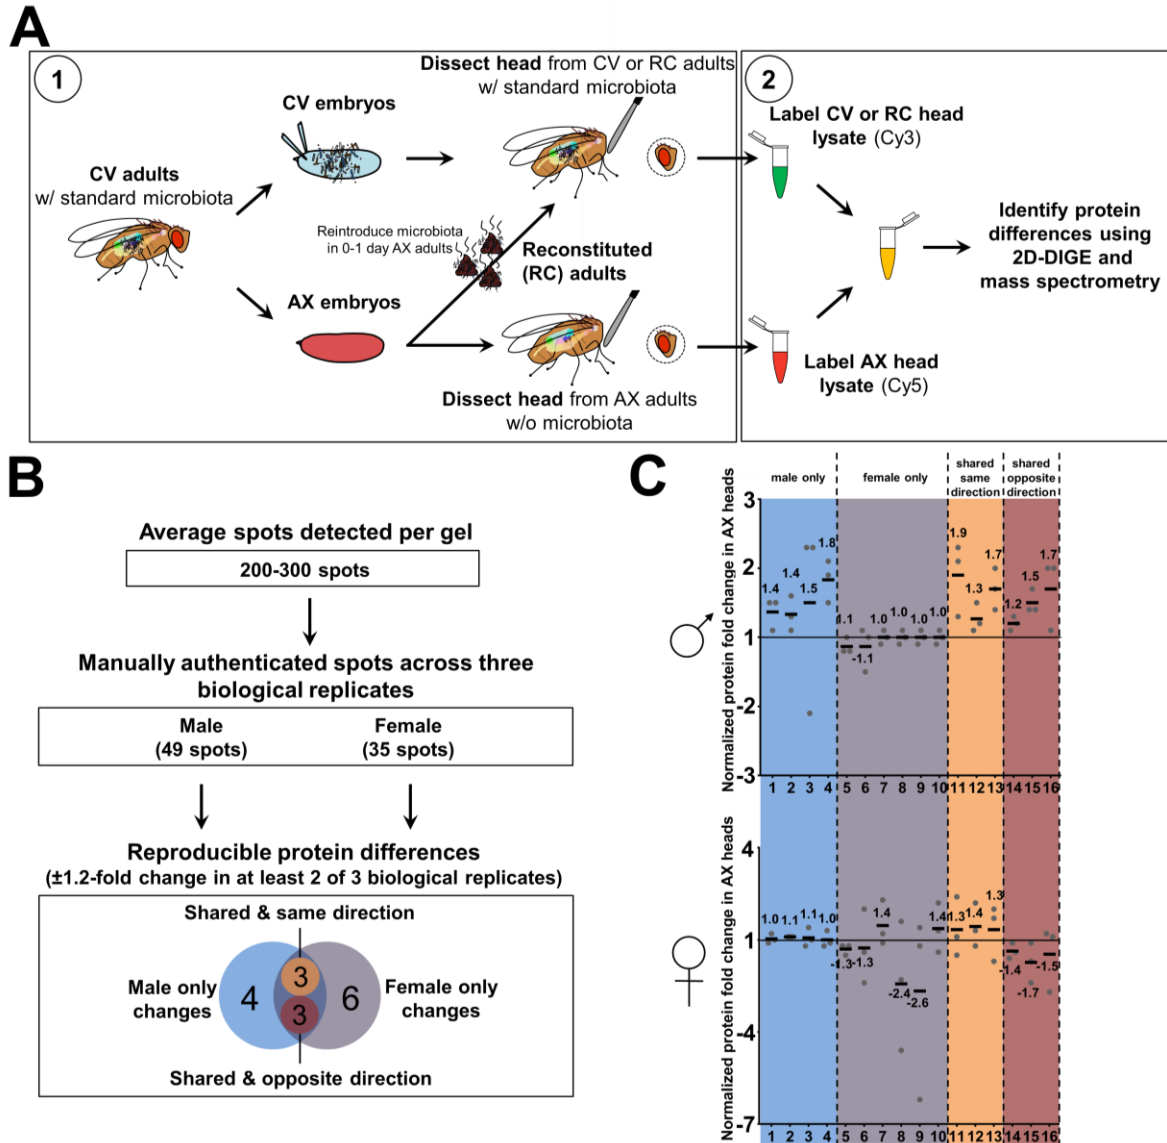 A
1
CV adults
w/ standard microbiota
CV embryos
AX embryos
Reintroduce microbiota
in 0-1 day AX adults
Dissect head from CV or RC adults
w/ standard microbiota
Reconstituted
(RC) adults
Dissect head from AX adults
w/o microbiota
2
Label CV or RC head
lysate (Cy3)
Label AX head
lysate (Cy5)
Identify protein
differences using
2D-DIGE and
mass spectrometry
B
Average spots detected per gel
200-300 spots
Manually authenticated spots across three
biological replicates
Male
(49 spots)
Female
(35 spots)
Reproducible protein differences
(±1.2-fold change in at least 2 of 3 biological replicates)
Shared & same direction
Male only
changes
4
3
3
6
Female only
changes
Shared & opposite direction
C
male only
female only
shared
same
direction
shared
opposite
direction
Normalized protein fold change in AX heads
3
2
1
-2
-3
1.4
1.4
1.5
1.8
1.1
-1.1
1.0
1.0
1.0
1.0
1.9
1.3
1.7
1.2
1.5
1.7
1 2 3 4 5 6 7 8 9 10 11 12 13 14 15 16
Normalized protein fold change in AX heads
4
1
-4
-7
1.0
1.1
1.1
1.0
-1.3
-1.3
1.4
-2.4
-2.6
1.4
1.3
1.4
1.3
-1.4
-1.7
-1.5
1 2 3 4 5 6 7 8 9 10 11 12 13 14 15 16